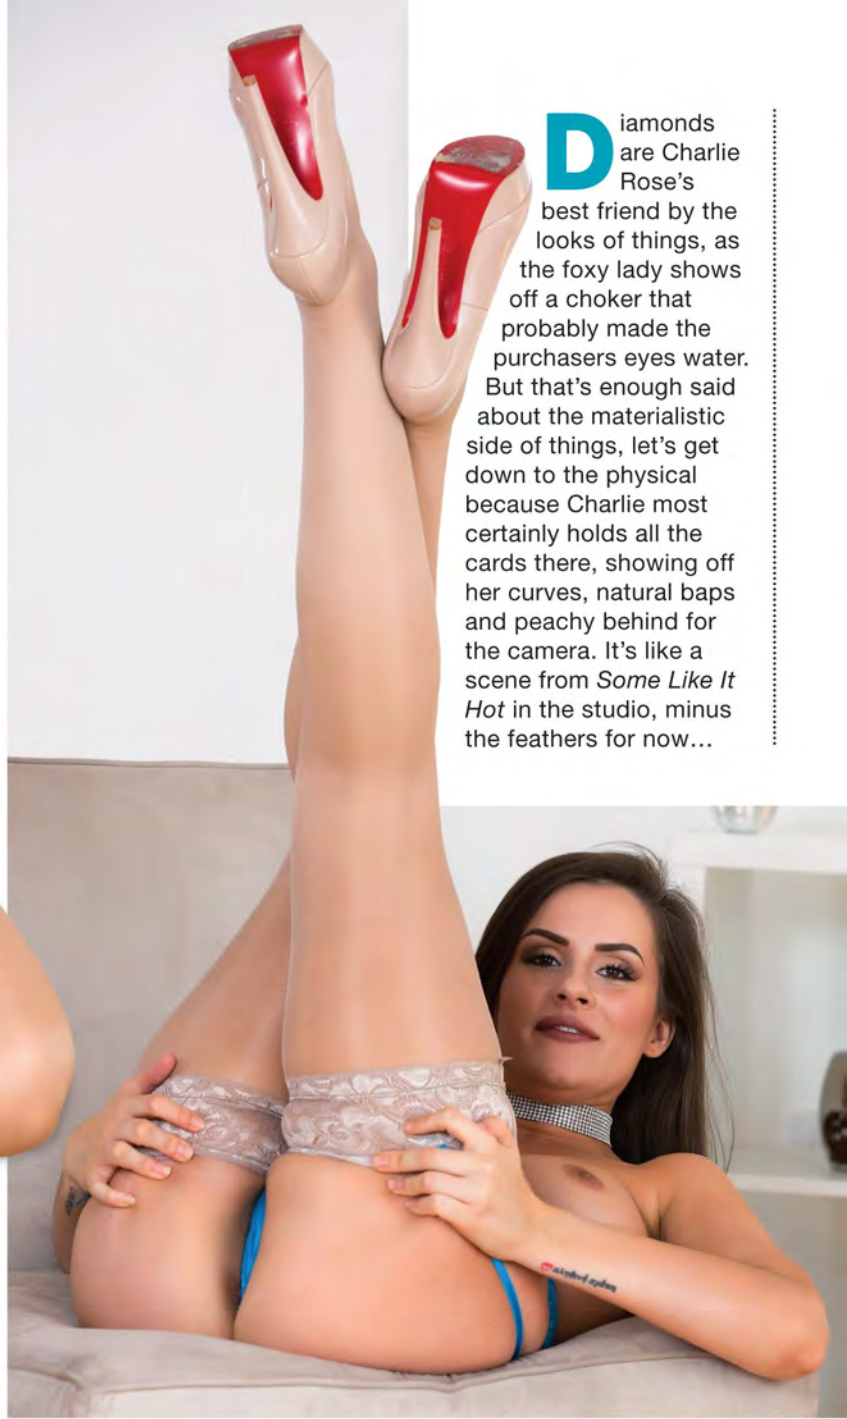 Diamonds
are Charlie
Rose's
best friend by the
looks of things, as
the foxy lady shows
off a choker that
probably made the
purchasers eyes water.
But that's enough said
about the materialistic
side of things, let's get
down to the physical
because Charlie most
certainly holds all the
cards there, showing off
her curves, natural baps
and peachy behind for
the camera. It's like a
scene from Some Like It
Hot in the studio, minus
the feathers for now...